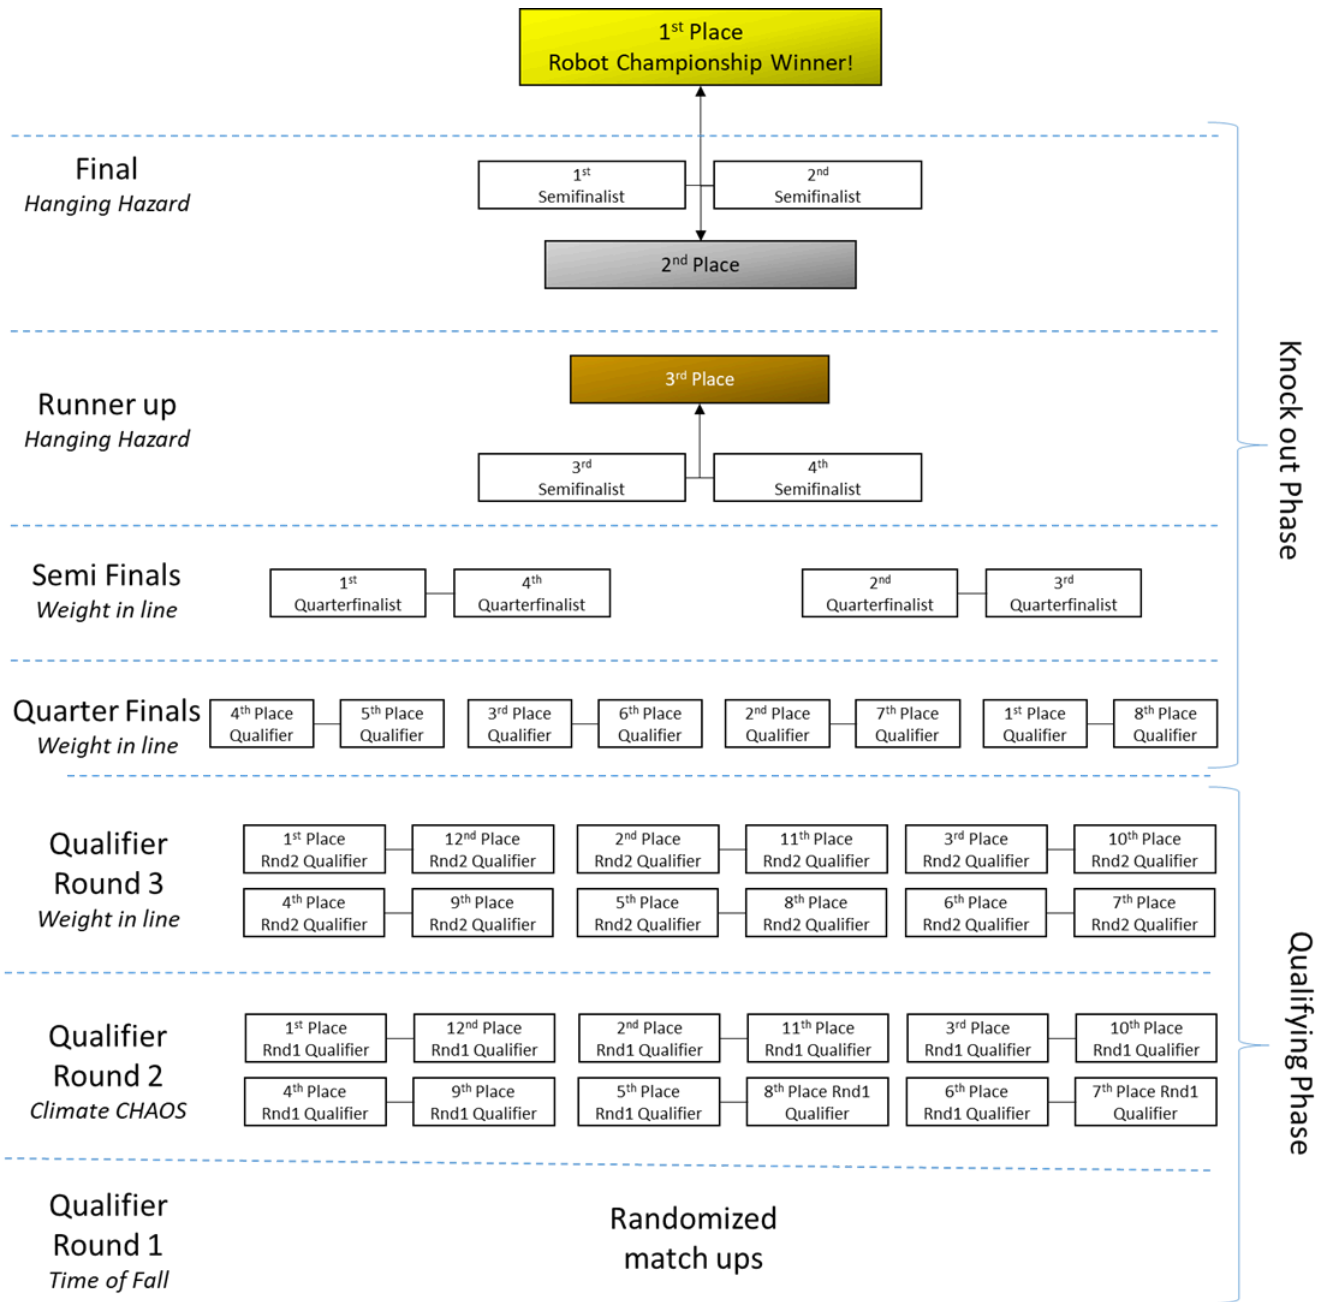 1st Place
Robot Championship Winner!
Final
Hanging Hazard
1st
Semifinalist
2nd
Semifinalist
2nd Place
Runner up
Hanging Hazard
3rd Place
3rd
Semifinalist
4th
Semifinalist
Knock out Phase
Semi Finals
Weight in line
1st
Quarterfinalist
4th
Quarterfinalist
2nd
Quarterfinalist
3rd
Quarterfinalist
Quarter Finals
Weight in line
4th Place
Qualifier
5th Place
Qualifier
3rd Place
Qualifier
6th Place
Qualifier
2nd Place
Qualifier
7th Place
Qualifier
1st Place
Qualifier
8th Place
Qualifier
Qualifier
Round 3
Weight in line
1st Place
Rnd2 Qualifier
12nd Place
Rnd2 Qualifier
2nd Place
Rnd2 Qualifier
11th Place
Rnd2 Qualifier
3rd Place
Rnd2 Qualifier
10th Place
Rnd2 Qualifier
4th Place
Rnd2 Qualifier
9th Place
Rnd2 Qualifier
5th Place
Rnd2 Qualifier
8th Place
Rnd2 Qualifier
6th Place
Rnd2 Qualifier
7th Place
Rnd2 Qualifier
Qualifying Phase
Qualifier
Round 2
Climate CHAOS
1st Place
Rnd1 Qualifier
12nd Place
Rnd1 Qualifier
2nd Place
Rnd1 Qualifier
11th Place
Rnd1 Qualifier
3rd Place
Rnd1 Qualifier
10th Place
Rnd1 Qualifier
4th Place
Rnd1 Qualifier
9th Place
Rnd1 Qualifier
5th Place
Rnd1 Qualifier
8th Place Rnd1
Qualifier
6th Place
Rnd1 Qualifier
7th Place Rnd1
Qualifier
Qualifier
Round 1
Time of Fall
Randomized
match ups